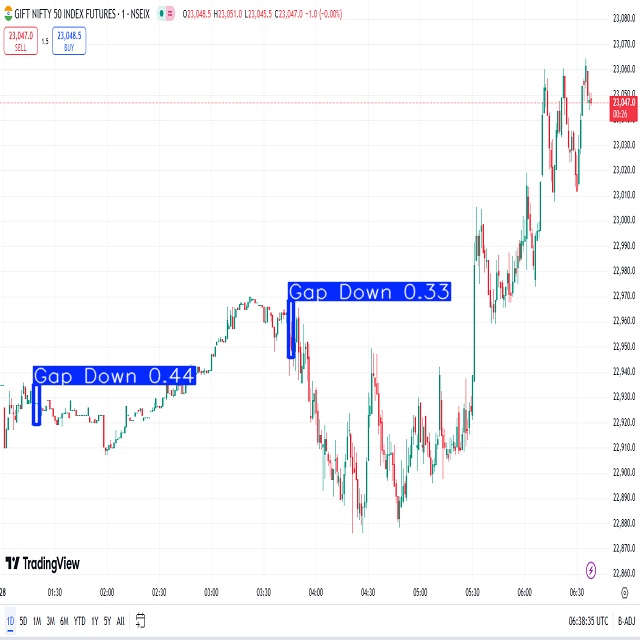 GIFT NIFTY 50 INDEX FUTURES · 1 · NSEIX
O23,048.5 H23,051.0 L23,045.5 C23,047.0 −1.0 (−0.00%)
23,047.0 SELL
1.5
23,048.5 BUY
23,080.0
23,070.0
23,060.0
23,050.0
23,047.0
00:26
23,030.0
23,020.0
23,010.0
23,000.0
22,990.0
22,980.0
22,970.0
22,960.0
22,950.0
22,940.0
22,930.0
22,920.0
22,910.0
22,900.0
22,890.0
22,880.0
22,870.0
22,860.0
Gap Down 0.33
Gap Down 0.44
TradingView
28 01:30 02:00 02:30 03:00 03:30 04:00 04:30 05:00 05:30 06:00 06:30
1D 5D 1M 3M 6M YTD 1Y 5Y All 06:38:35 UTC B-ADJ